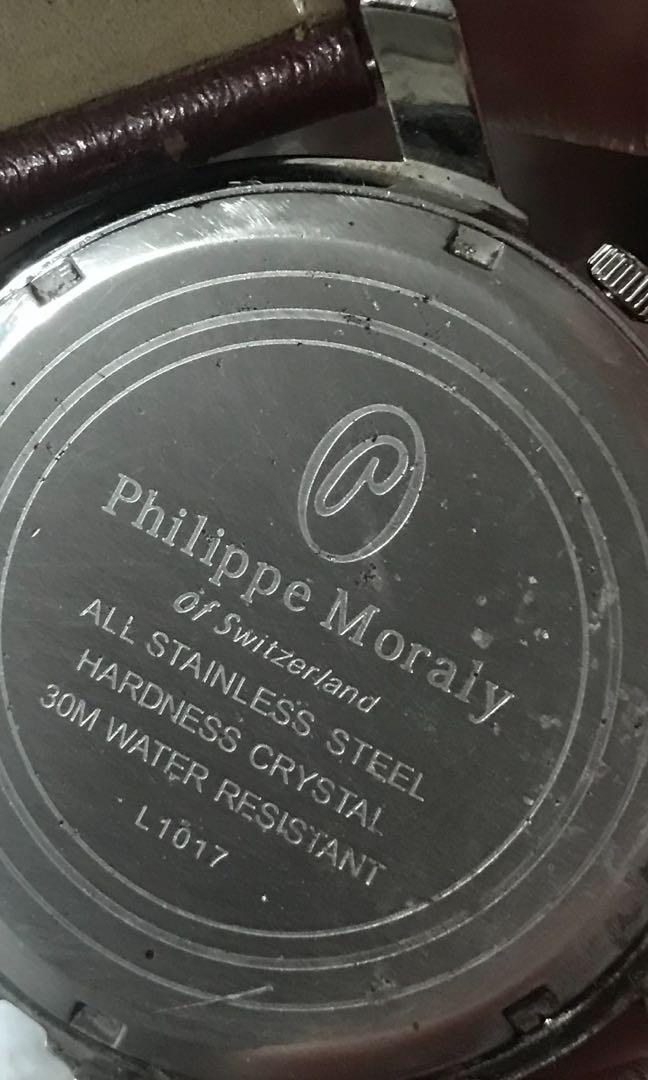 Philippe Moraly
of Switzerland
ALL STAINLESS STEEL
HARDNESS CRYSTAL
30M WATER RESISTANT
L1017